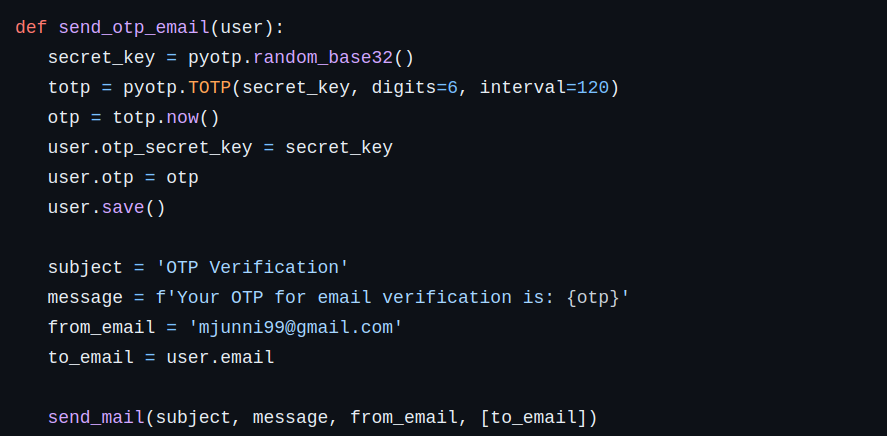 def send_otp_email(user):
   secret_key = pyotp.random_base32()
   totp = pyotp.TOTP(secret_key, digits=6, interval=120)
   otp = totp.now()
   user.otp_secret_key = secret_key
   user.otp = otp
   user.save()

   subject = 'OTP Verification'
   message = f'Your OTP for email verification is: {otp}'
   from_email = 'mjunni99@gmail.com'
   to_email = user.email

   send_mail(subject, message, from_email, [to_email])